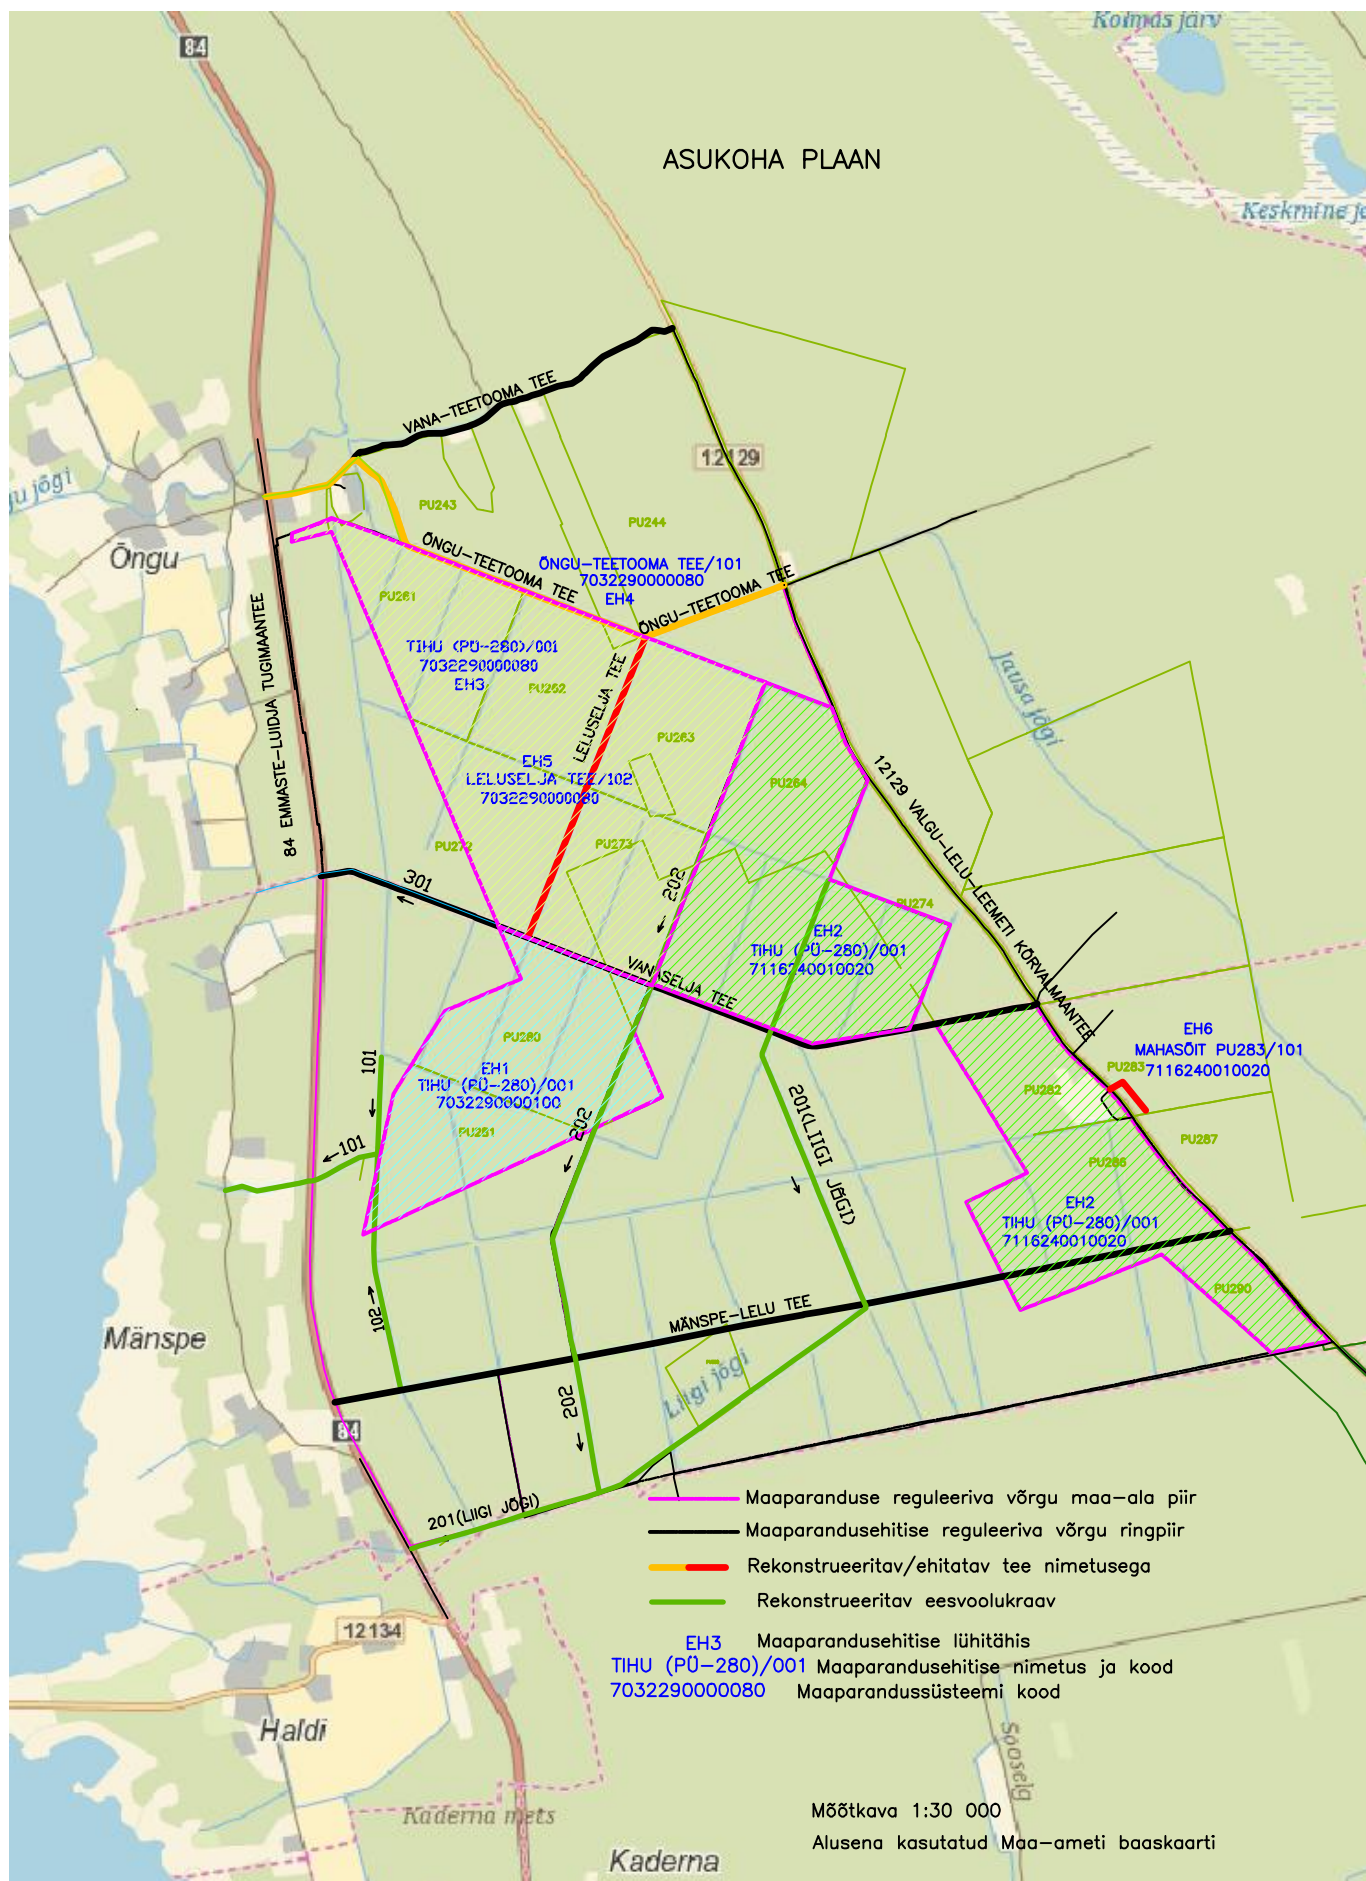 Kolmas järv
84
ASUKOHA PLAAN
VANA-TEETOOMA TEE
12129
PU243
PU244
Õngu
ÕNGU-TEETOOMA TEE
ÕNGU-TEETOOMA TEE/101
7032290000080
EH4
ÕNGU-TEETOOMA TEE
PU261
TIHU (PÜ-280)/001
7032290000080
EH3
PU262
LELUSELJA TEE
PU263
84 EMMASTE-LUIDJA TUGIMAANTEE
Jausa jõgi
EH5
LELUSELJA TEE/102
7032290000080
PU264
12129 VALGU-LELU-LEEMETI KÕRVALMAANTEE
PU272
PU273
301
202
PU274
EH2
TIHU (PÜ-280)/001
7116240010020
VANASELJA TEE
PU280
EH1
TIHU (PÜ-280)/001
7032290000100
PU281
101
101
202
201(LIIGI JÕGI)
EH6
MAHASÕIT PU283/101
7116240010020
PU283
PU282
PU287
PU286
EH2
TIHU (PÜ-280)/001
7116240010020
PU290
102
Mänspe
MÄNSPE-LELU TEE
Liigi jõgi
202
84
201(LIIGI JÕGI)
Maaparanduse reguleeriva võrgu maa-ala piir
Maaparandusehitise reguleeriva võrgu ringpiir
Rekonstrueeritav/ehitatav tee nimetusega
Rekonstrueeritav eesvoolukraav
EH3 Maaparandusehitise lühitähis
TIHU (PÜ-280)/001 Maaparandusehitise nimetus ja kood
7032290000080 Maaparandussüsteemi kood
12134
Haldi
Sooselg
Kaderna mets
Mõõtkava 1:30 000
Alusena kasutatud Maa-ameti baaskaarti
Kaderna